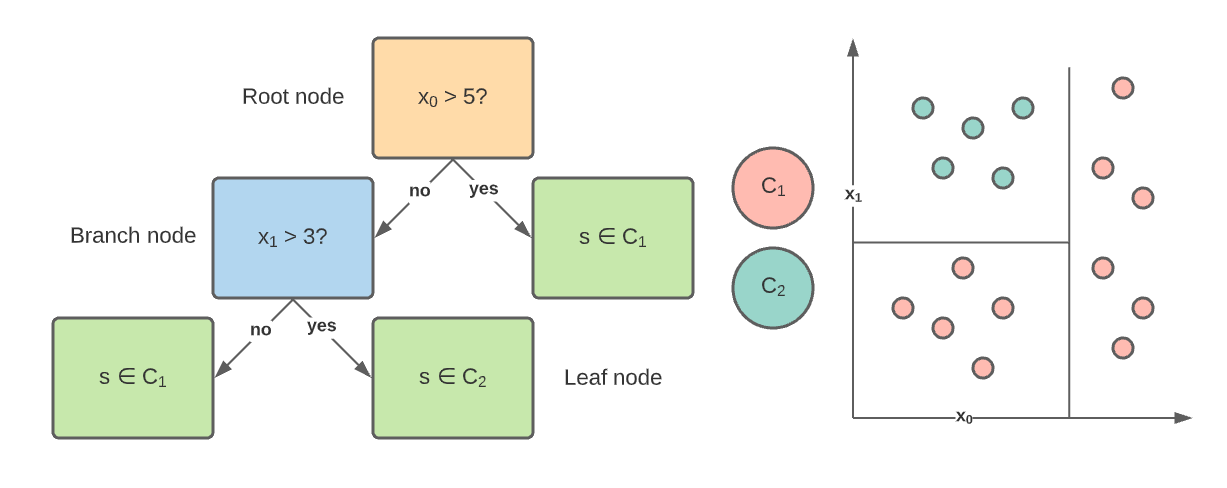 Root node
x₀ > 5?
no
yes
Branch node
x₁ > 3?
s ∈ C₁
no
yes
s ∈ C₁
s ∈ C₂
Leaf node
C₁
C₂
x₁
x₀